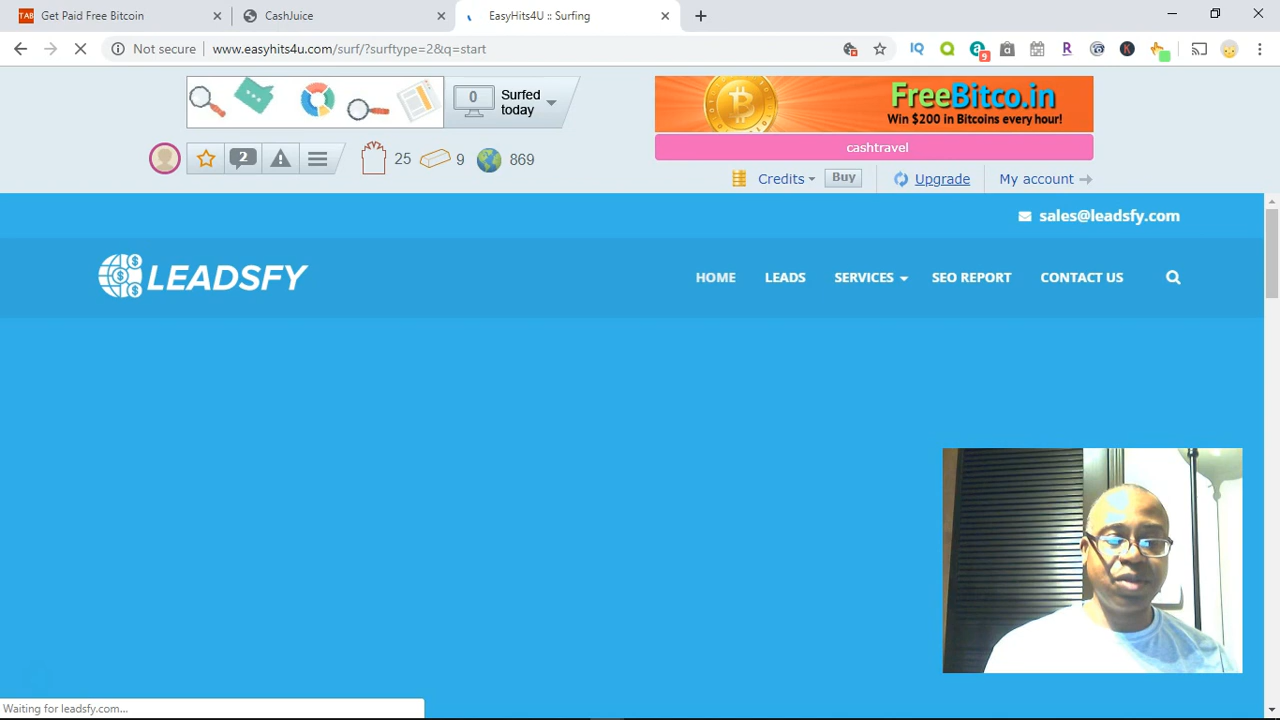 Get Paid Free Bitcoin
CashJuice
EasyHits4U :: Surfing
Not secure
www.easyhits4u.com/surf/?surftype=2&q=start
IQ
9
R
K
0
Surfed today
FreeBitco.in
Win $200 in Bitcoins every hour!
cashtravel
2
25
9
869
Credits
Buy
Upgrade
My account
sales@leadsfy.com
LEADSFY
HOME
LEADS
SERVICES
SEO REPORT
CONTACT US
Waiting for leadsfy.com...